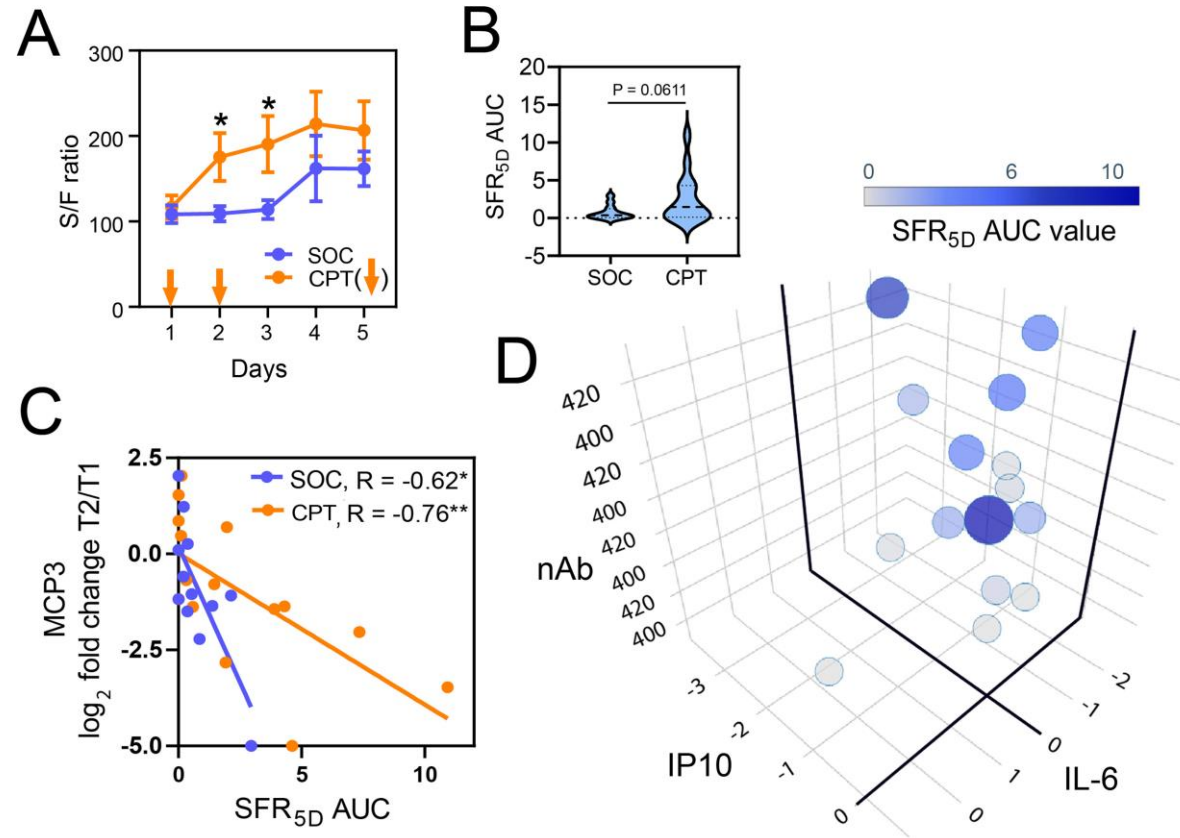 A
300
200
100
0
S/F ratio
*
*
SOC
CPT(↓)
1 2 3 4 5
Days
B
20
15
10
5
0
-5
SFR5D AUC
P = 0.0611
SOC CPT
0 6 10
SFR5D AUC value
C
2.5
0.0
-2.5
-5.0
MCP3
log2 fold change T2/T1
SOC, R = -0.62*
CPT, R = -0.76**
0 5 10
SFR5D AUC
D
420
400
420
400
420
400
420
400
nAb
-3
-2
-1
0
IP10
-2
-1
0
1
0
IL-6